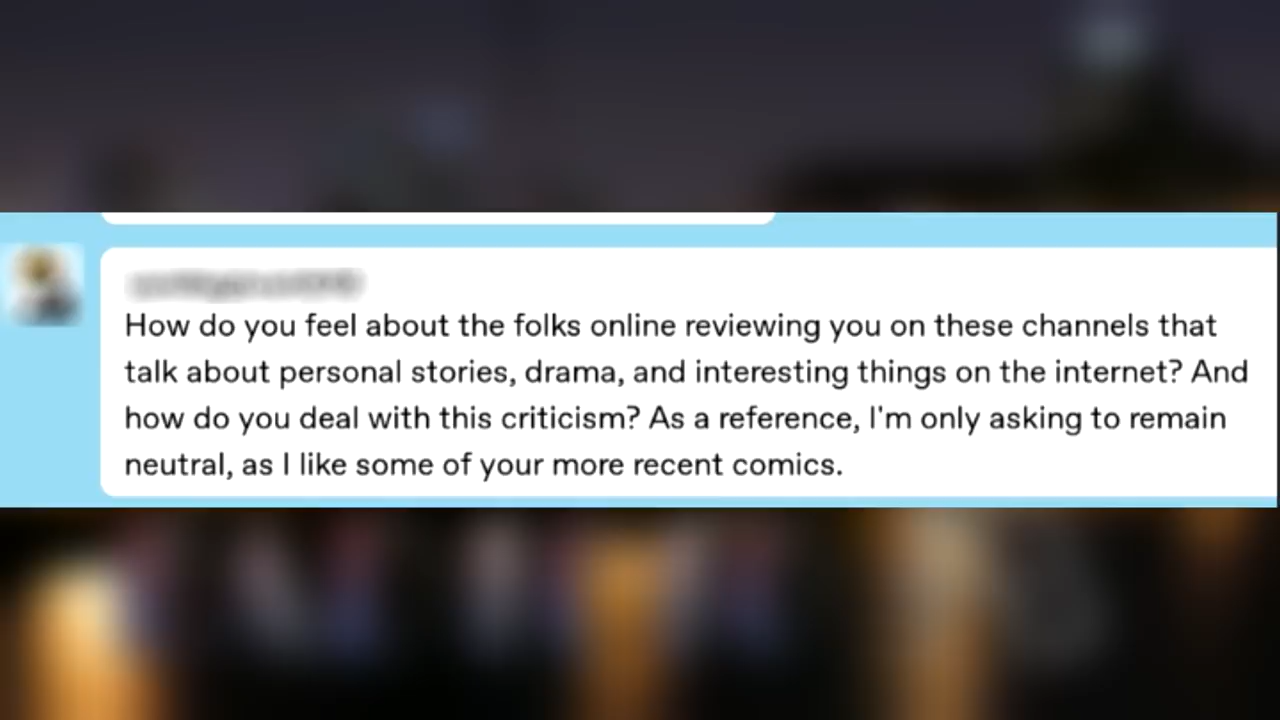 How do you feel about the folks online reviewing you on these channels that
talk about personal stories, drama, and interesting things on the internet? And
how do you deal with this criticism? As a reference, I'm only asking to remain
neutral, as I like some of your more recent comics.